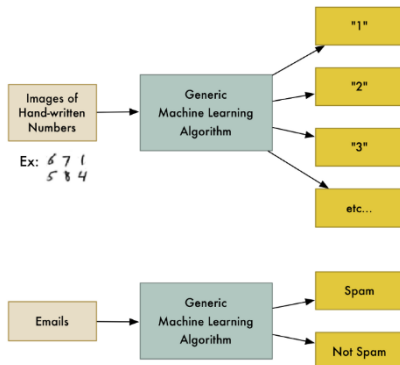 "1"
Images of
Hand-written
Numbers
Generic
Machine Learning
Algorithm
"2"
"3"
etc...
Ex: 6 7 1
5 8 4
Emails
Generic
Machine Learning
Algorithm
Spam
Not Spam